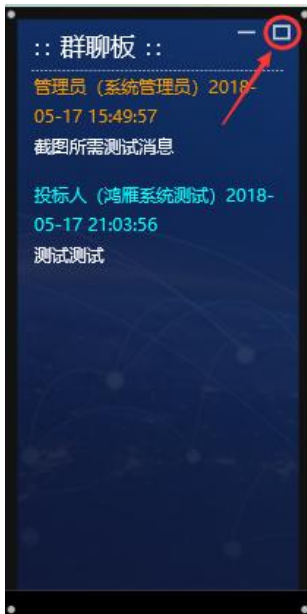 :: 群聊板 ::
管理员（系统管理员）2018-
05-17 15:49:57
截图所需测试消息
投标人（鸿雁系统测试）2018-
05-17 21:03:56
测试测试